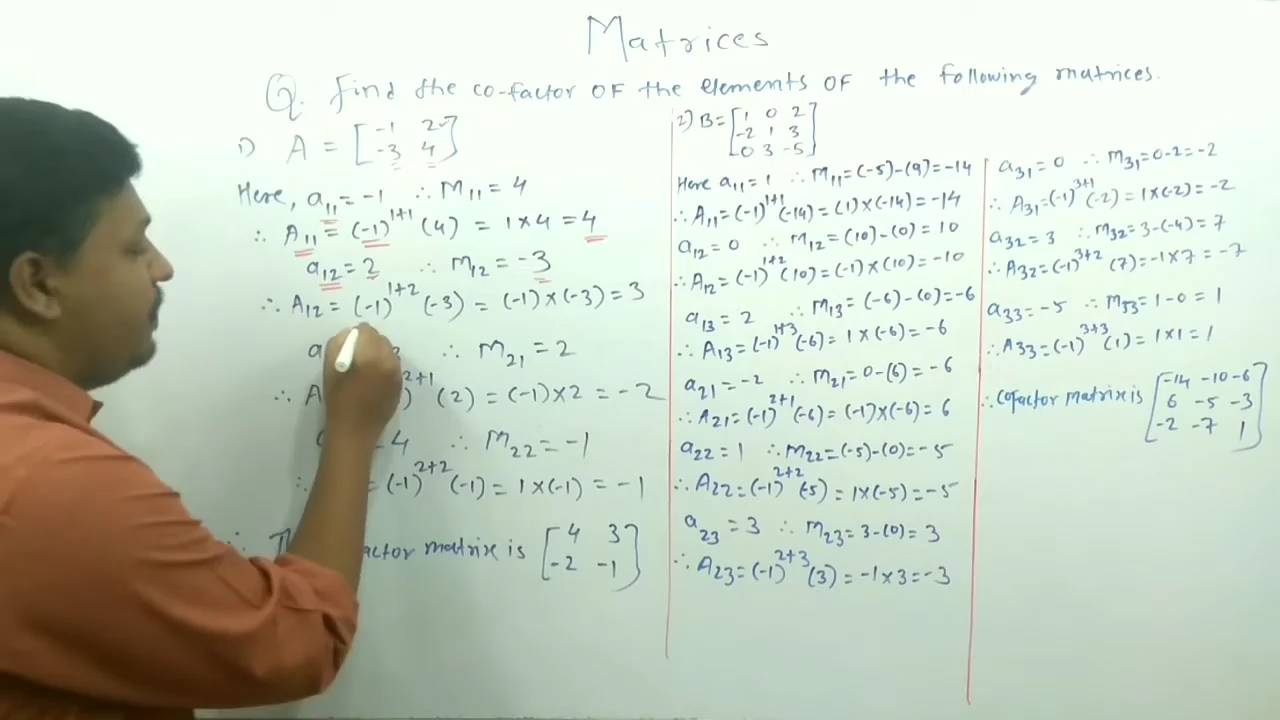 Matrices
Q. Find the co-factor OF the elements OF the following matrices.
1) A = [-1 2
-3 4]
Here, a11 = -1 ∴ M11 = 4
∴ A11 = (-1)^1+1 (4) = 1×4 = 4
a12 = 2 ∴ M12 = -3
∴ A12 = (-1)^1+2 (-3) = (-1)×(-3) = 3
∴ M21 = 2
∴ A ^2+1 (2) = (-1)×2 = -2
4 ∴ M22 = -1
∴ = (-1)^2+2 (-1) = 1×(-1) = -1
∴ matrix is [4 3
-2 -1]
2) B = [1 0 2
-2 1 3
0 3 -5]
Here a11 = 1 ∴ M11 = (-5)-(9) = -14
∴ A11 = (-1)^1+1 (-14) = (1)×(-14) = -14
a12 = 0 ∴ M12 = (10)-(0) = 10
∴ A12 = (-1)^1+2 (10) = (-1)×(10) = -10
a13 = 2 ∴ M13 = (-6)-(0) = -6
∴ A13 = (-1)^1+3 (-6) = 1×(-6) = -6
a21 = -2 ∴ M21 = 0-(6) = -6
∴ A21 = (-1)^2+1 (-6) = (-1)×(-6) = 6
a22 = 1 ∴ M22 = (-5)-(0) = -5
∴ A22 = (-1)^2+2 (-5) = 1×(-5) = -5
a23 = 3 ∴ M23 = 3-(0) = 3
∴ A23 = (-1)^2+3 (3) = -1×3 = -3
a31 = 0 ∴ M31 = 0-2 = -2
∴ A31 = (-1)^3+1 (-2) = 1×(-2) = -2
a32 = 3 ∴ M32 = 3-(-4) = 7
∴ A32 = (-1)^3+2 (7) = -1×7 = -7
a33 = -5 ∴ M33 = 1-0 = 1
∴ A33 = (-1)^3+3 (1) = 1×1 = 1
∴ cofactor matrix is [-14 -10 -6
6 -5 -3
-2 -7 1]